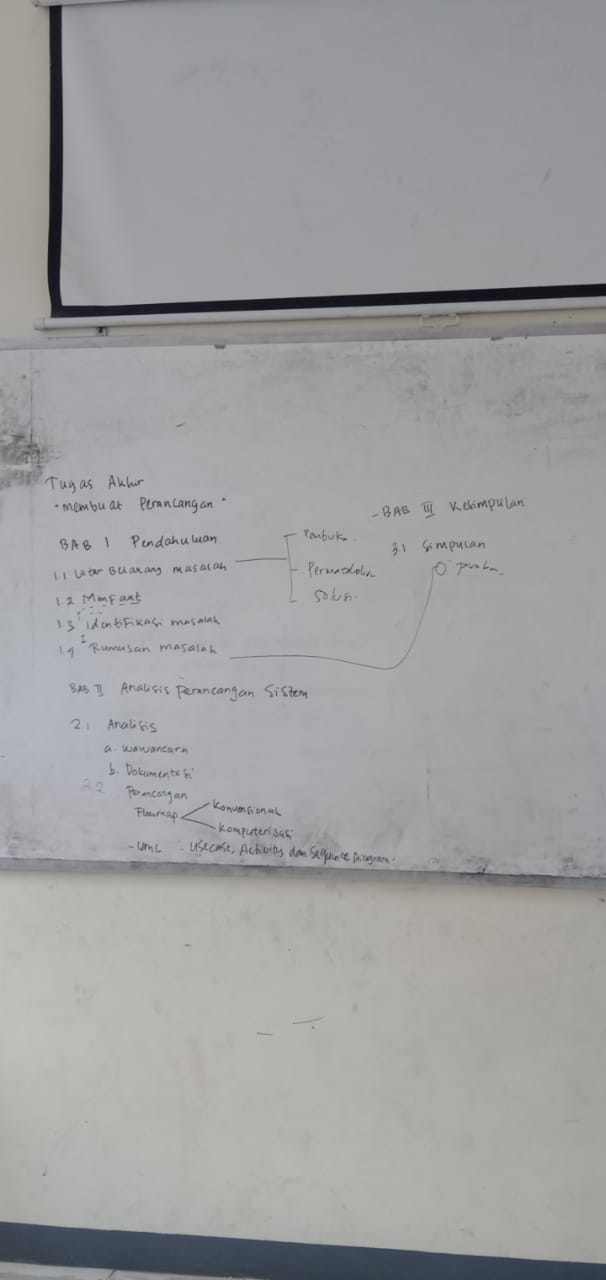 Tugas Akhir
• membuat Perancangan •
BAB 1 Pendahuluan
1.1 Latar Belakang masalah
Pembuka.
Permasalahan
Solusi.
1.2 Manfaat
1.3 Identifikasi masalah
1.4 Rumusan masalah
BAB II Analisis Perancangan Sistem
2.1 Analisis
a. Wawancara
b. Dokumentasi
2.2 Perancangan
Flowmap
Konvensional
Komputerisasi
- UML . Usecase, Activity dan Sequence Diagram.
- BAB III Kesimpulan
3.1 Simpulan